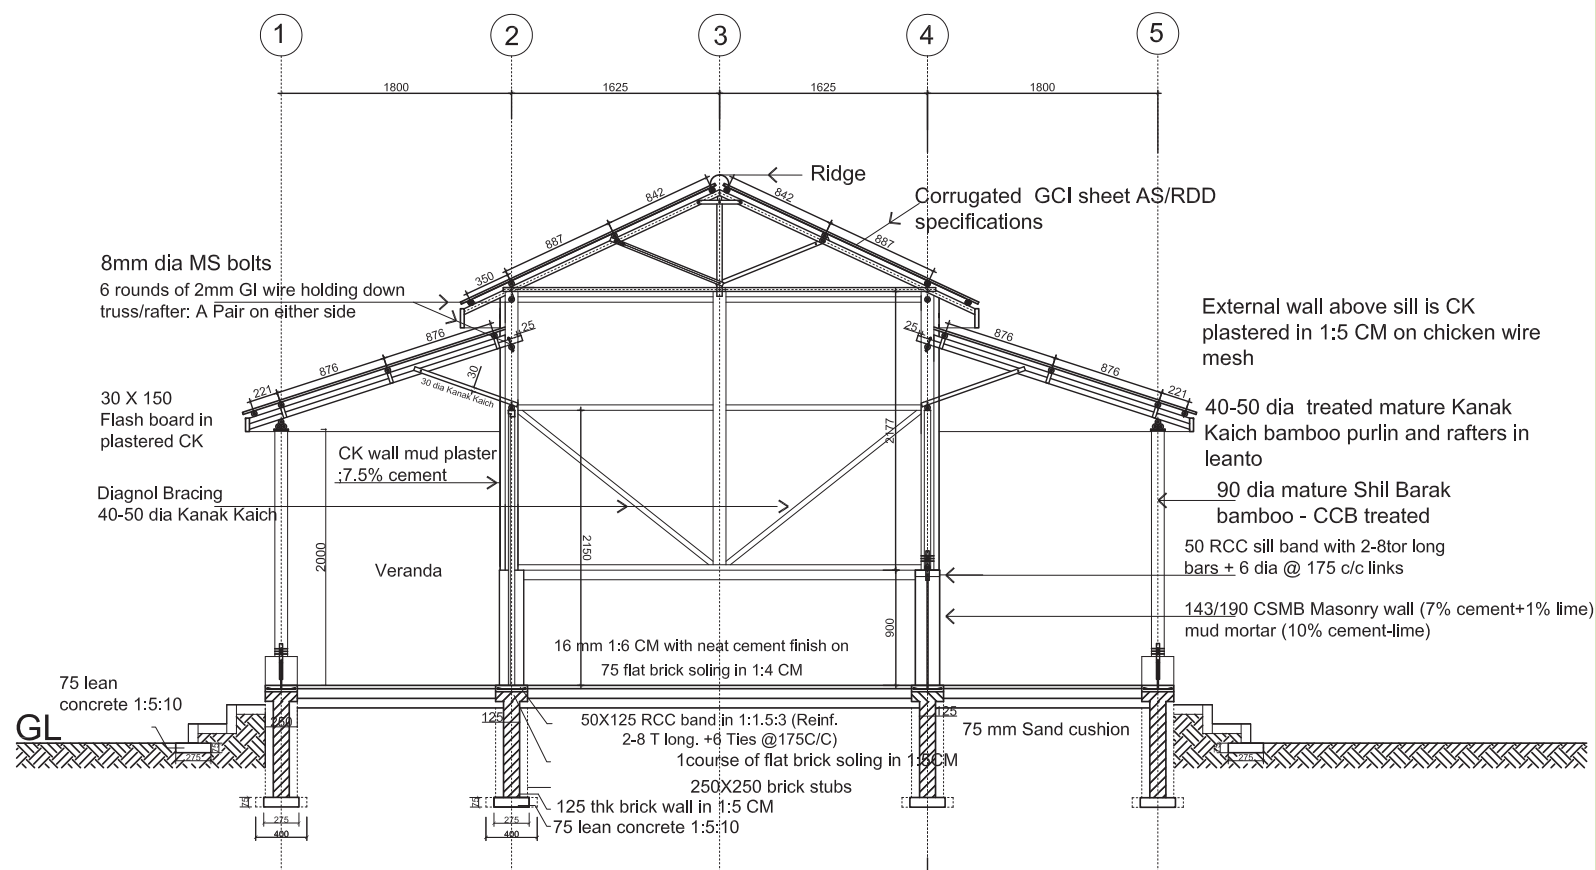 1
2
3
4
5
1800
1625
1625
1800
Ridge
842
842
Corrugated GCI sheet AS/RDD
specifications
887
887
350
8mm dia MS bolts
6 rounds of 2mm GI wire holding down
truss/rafter: A Pair on either side
External wall above sill is CK
plastered in 1:5 CM on chicken wire
mesh
25
25
876
876
876
876
221
221
30
30 dia Kanak Kaich
30 X 150
Flash board in
plastered CK
40-50 dia treated mature Kanak
Kaich bamboo purlin and rafters in
leanto
2177
CK wall mud plaster
;7.5% cement
Diagnol Bracing
40-50 dia Kanak Kaich
90 dia mature Shil Barak
bamboo - CCB treated
2000
2150
Veranda
50 RCC sill band with 2-8tor long
bars + 6 dia @ 175 c/c links
900
143/190 CSMB Masonry wall (7% cement+1% lime)
mud mortar (10% cement-lime)
16 mm 1:6 CM with neat cement finish on
75 flat brick soling in 1:4 CM
75 lean
concrete 1:5:10
GL
250
125
125
50X125 RCC band in 1:1.5:3 (Reinf.
2-8 T long. +6 Ties @175C/C)
75 mm Sand cushion
1course of flat brick soling in 1:5CM
275
75
275
250X250 brick stubs
125 thk brick wall in 1:5 CM
75 lean concrete 1:5:10
75
75
75
275
275
400
400